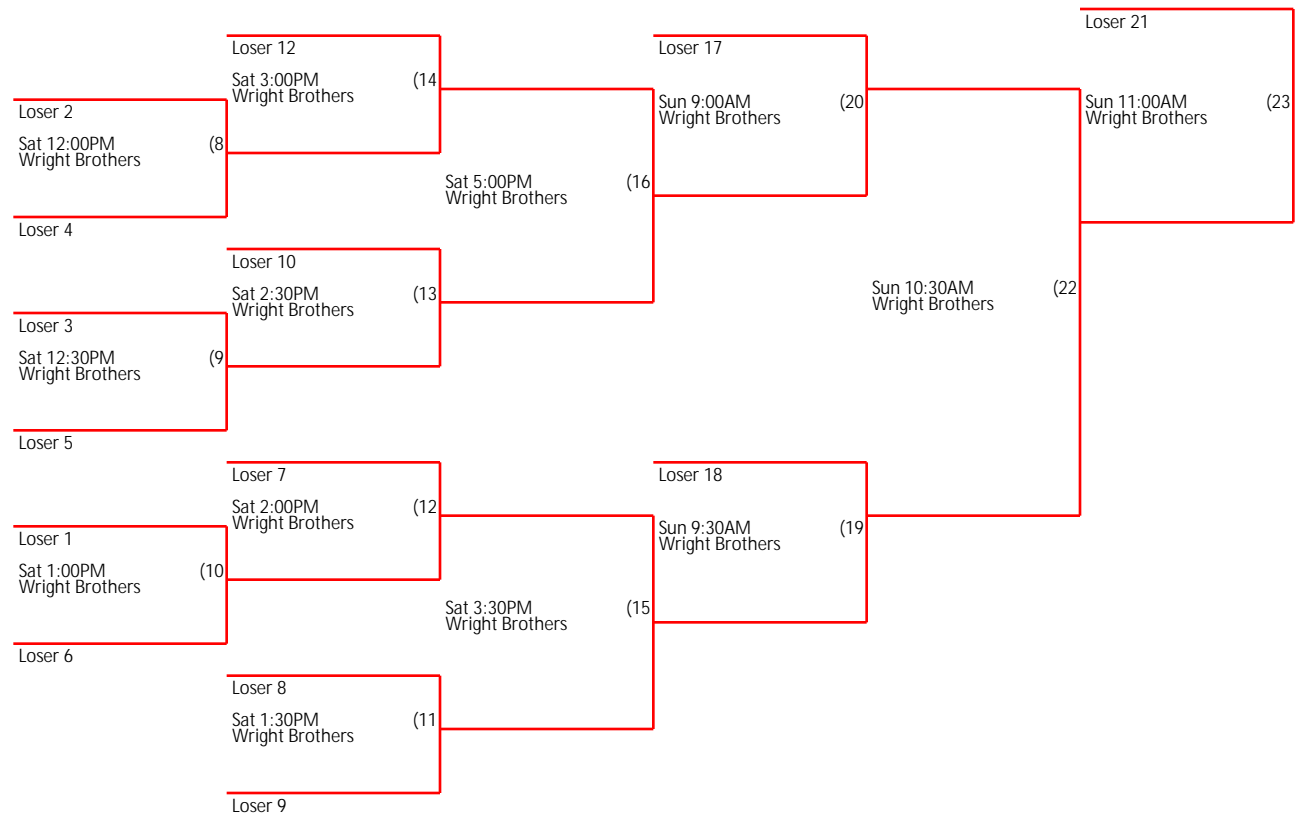 Loser 21
Loser 12
Loser 17
Sat 3:00PM (14
Wright Brothers
Sun 9:00AM (20
Wright Brothers
Sun 11:00AM (23
Wright Brothers
Loser 2
Sat 12:00PM (8
Wright Brothers
Sat 5:00PM (16
Wright Brothers
Loser 4
Loser 10
Sat 2:30PM (13
Wright Brothers
Sun 10:30AM (22
Wright Brothers
Loser 3
Sat 12:30PM (9
Wright Brothers
Loser 5
Loser 7
Loser 18
Sat 2:00PM (12
Wright Brothers
Sun 9:30AM (19
Wright Brothers
Loser 1
Sat 1:00PM (10
Wright Brothers
Sat 3:30PM (15
Wright Brothers
Loser 6
Loser 8
Sat 1:30PM (11
Wright Brothers
Loser 9